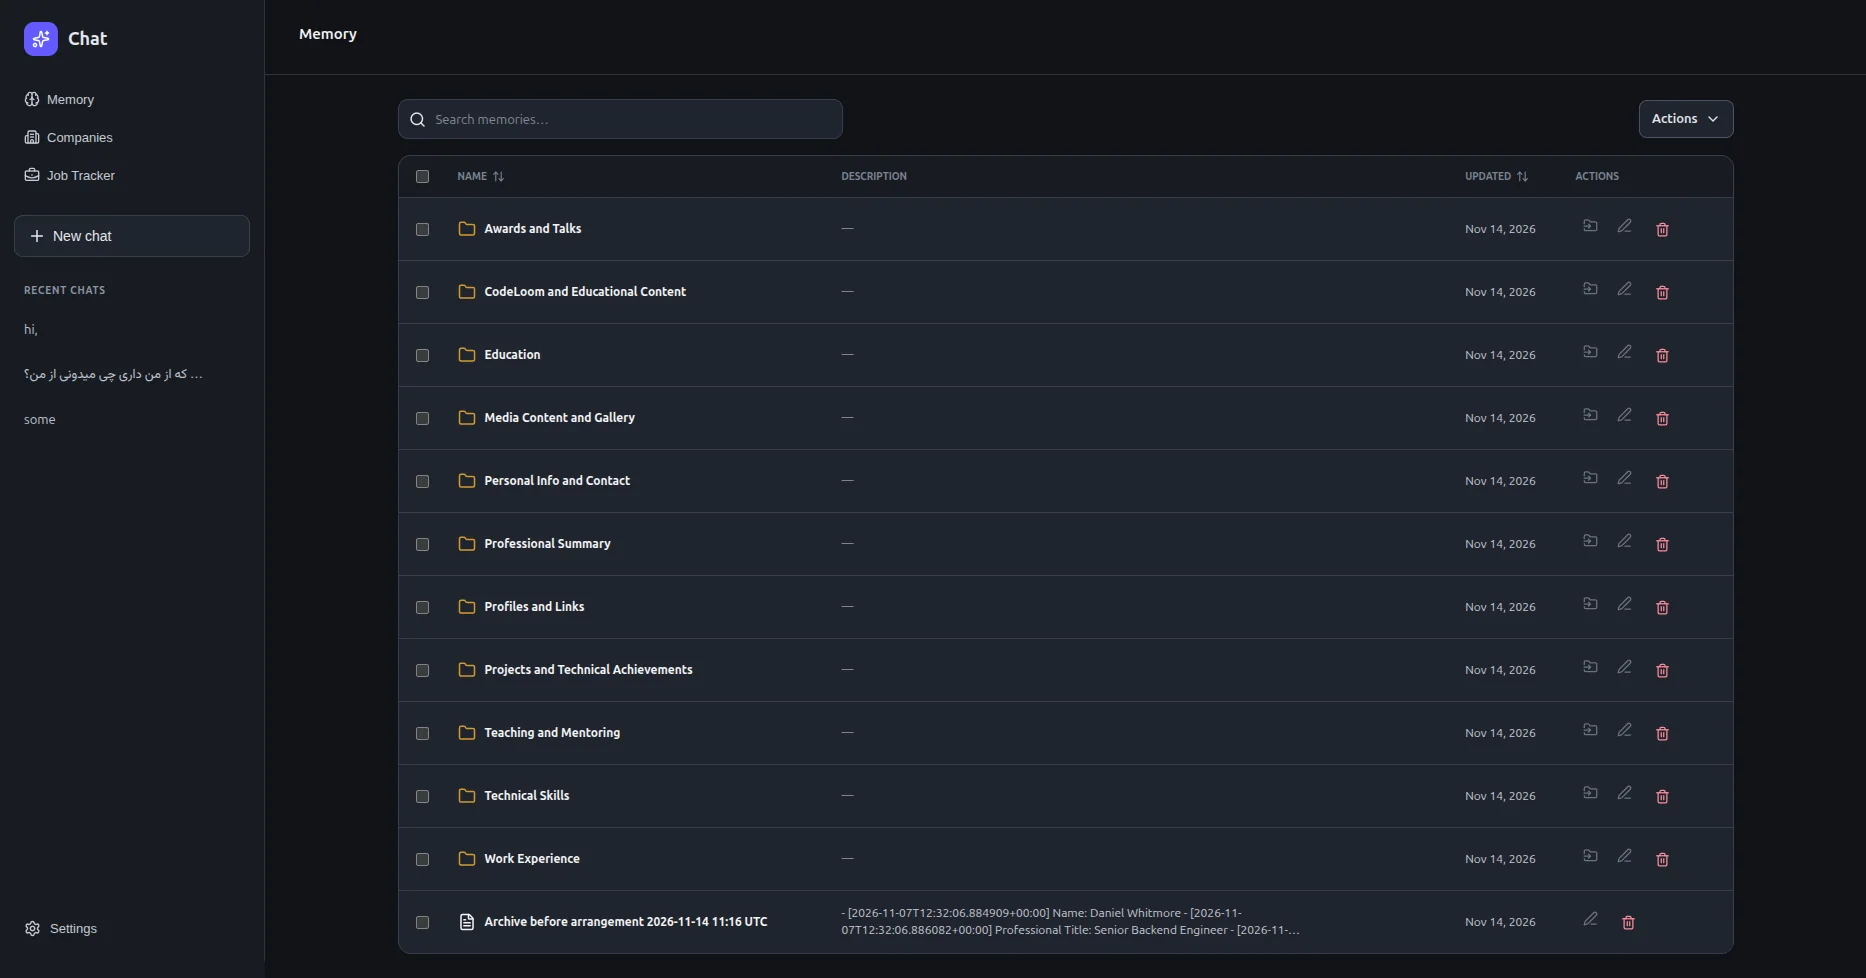 Chat
Memory
Companies
Job Tracker
New chat
RECENT CHATS
hi,
... که از من داری چی میدونی از من؟
some
Settings
Memory
Search memories...
Actions
NAME
DESCRIPTION
UPDATED
ACTIONS
Awards and Talks — Nov 14, 2026
CodeLoom and Educational Content — Nov 14, 2026
Education — Nov 14, 2026
Media Content and Gallery — Nov 14, 2026
Personal Info and Contact — Nov 14, 2026
Professional Summary — Nov 14, 2026
Profiles and Links — Nov 14, 2026
Projects and Technical Achievements — Nov 14, 2026
Teaching and Mentoring — Nov 14, 2026
Technical Skills — Nov 14, 2026
Work Experience — Nov 14, 2026
Archive before arrangement 2026-11-14 11:16 UTC
- [2026-11-07T12:32:06.884909+00:00] Name: Daniel Whitmore - [2026-11-
07T12:32:06.886082+00:00] Professional Title: Senior Backend Engineer - [2026-11-...
Nov 14, 2026